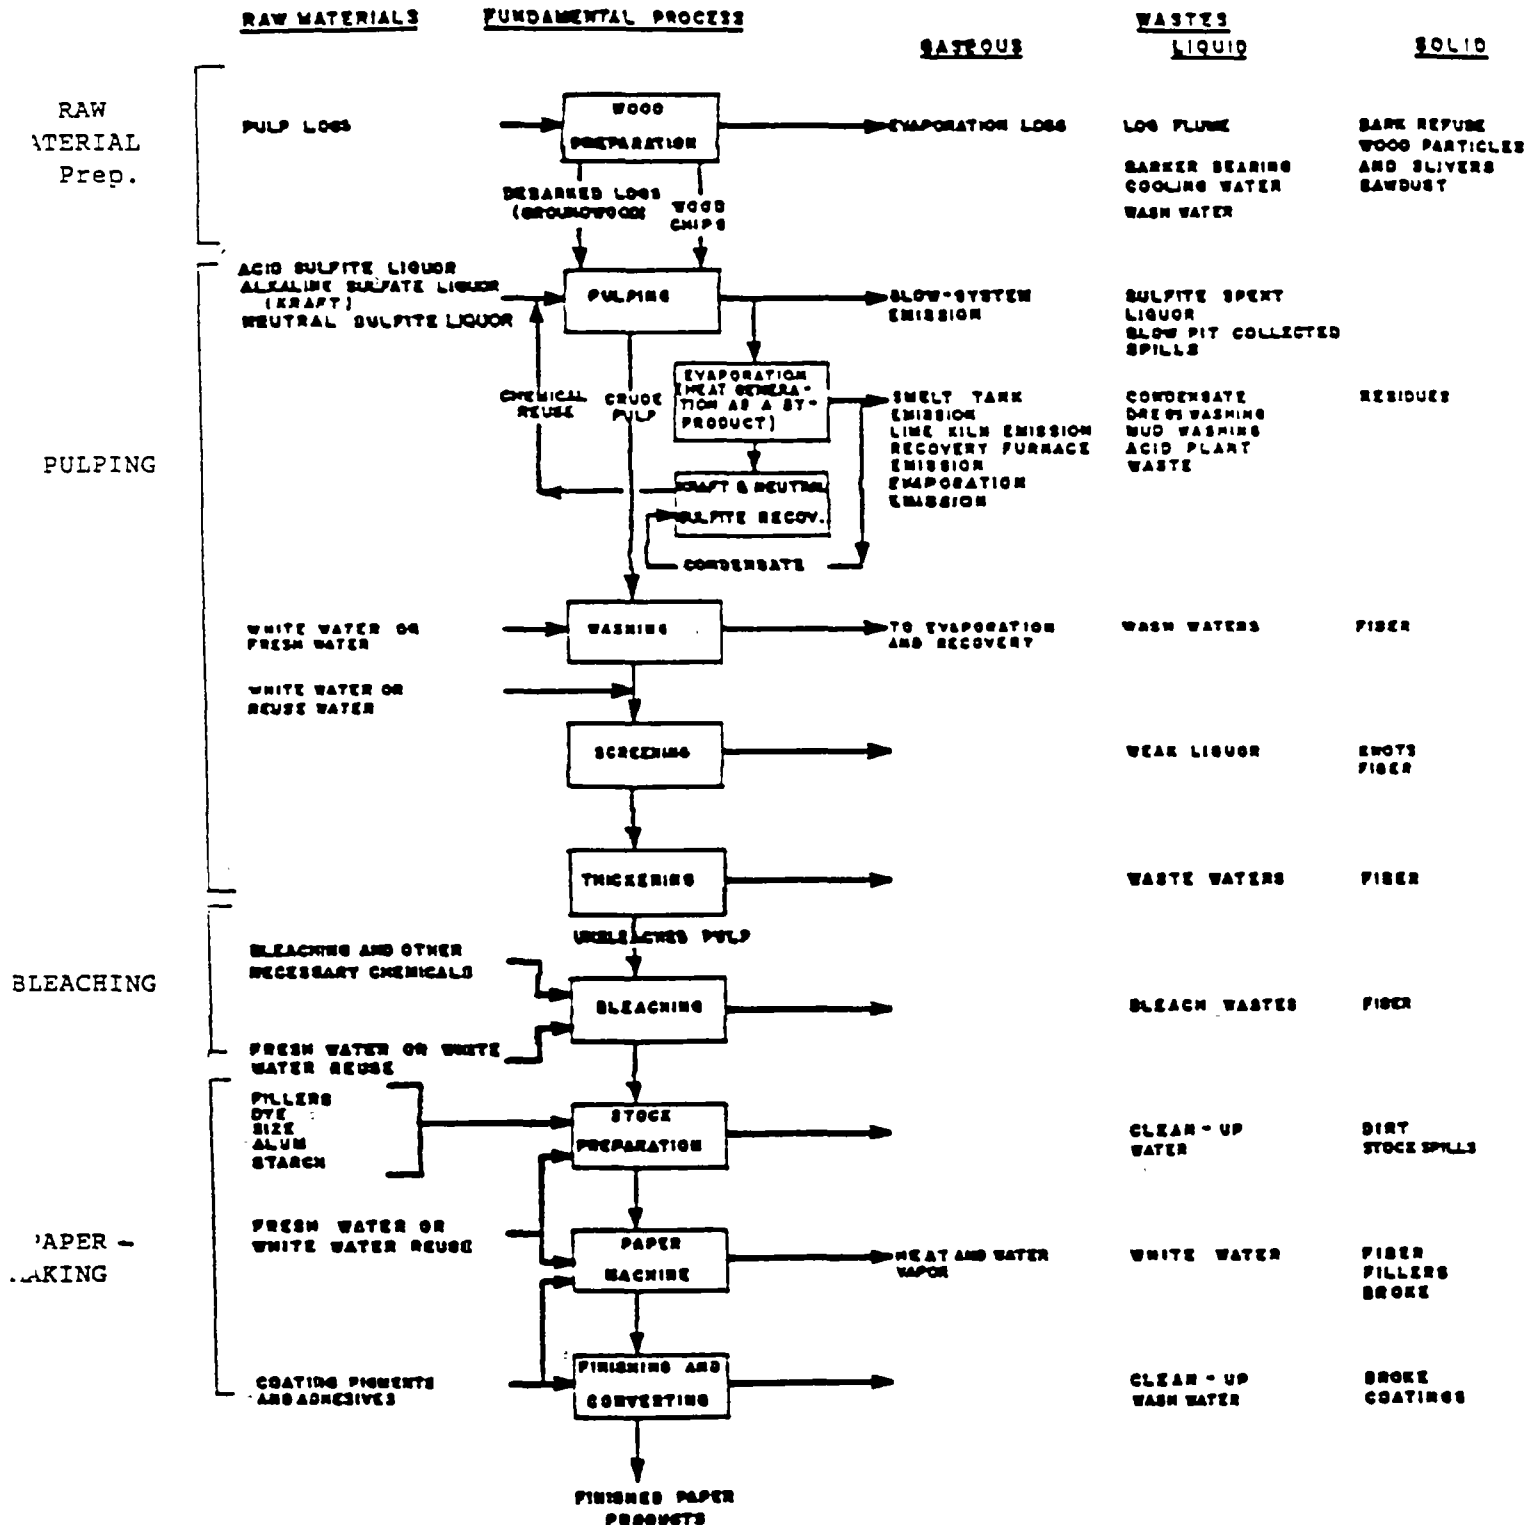 RAW MATERIALS
FUNDAMENTAL PROCESS
WASTES
GASEOUS
LIQUID
SOLID
RAW
ATERIAL
Prep.
PULP LOGS
WOOD
PREPARATION
EVAPORATION LOSS
LOG FLUME
BARKER BEARING
COOLING WATER
WASH WATER
BARK REFUSE
WOOD PARTICLES
AND SLIVERS
SAWDUST
DEBARKED LOGS
(GROUNDWOOD)
WOOD
CHIPS
PULPING
ACID SULFITE LIQUOR
ALKALINE SULFATE LIQUOR
(KRAFT)
NEUTRAL SULFITE LIQUOR
PULPING
BLOW-SYSTEM
EMISSION
SULFITE SPENT
LIQUOR
BLOW PIT COLLECTED
SPILLS
CHEMICAL
REUSE
CRUDE
PULP
EVAPORATION
(HEAT GENERA-
TION AS A BY-
PRODUCT)
SMELT TANK
EMISSION
LIME KILN EMISSION
RECOVERY FURNACE
EMISSION
EVAPORATION
EMISSION
CONDENSATE
DREGS WASHING
MUD WASHING
ACID PLANT
WASTE
RESIDUES
KRAFT & NEUTRAL
SULFITE RECOV.
CONDENSATE
WHITE WATER OR
FRESH WATER
WASHING
TO EVAPORATION
AND RECOVERY
WASH WATERS
FIBER
WHITE WATER OR
REUSE WATER
SCREENING
WEAK LIQUOR
KNOTS
FIBER
THICKERING
WASTE WATERS
FIBER
UNBLEACHED PULP
BLEACHING
BLEACHING AND OTHER
NECESSARY CHEMICALS
BLEACHING
BLEACH WASTES
FIBER
FRESH WATER OR WHITE
WATER REUSE
FILLERS
DYE
SIZE
ALUM
STARCH
STOCK
PREPARATION
CLEAN-UP
WATER
DIRT
STOCK SPILLS
PAPER -
AKING
FRESH WATER OR
WHITE WATER REUSE
PAPER
MACHINE
HEAT AND WATER
VAPOR
WHITE WATER
FIBER
FILLERS
BROKE
COATING PIGMENTS
AND ADHESIVES
FINISHING AND
CONVERTING
CLEAN-UP
WASH WATER
BROKE
COATINGS
FINISHED PAPER
PRODUCTS